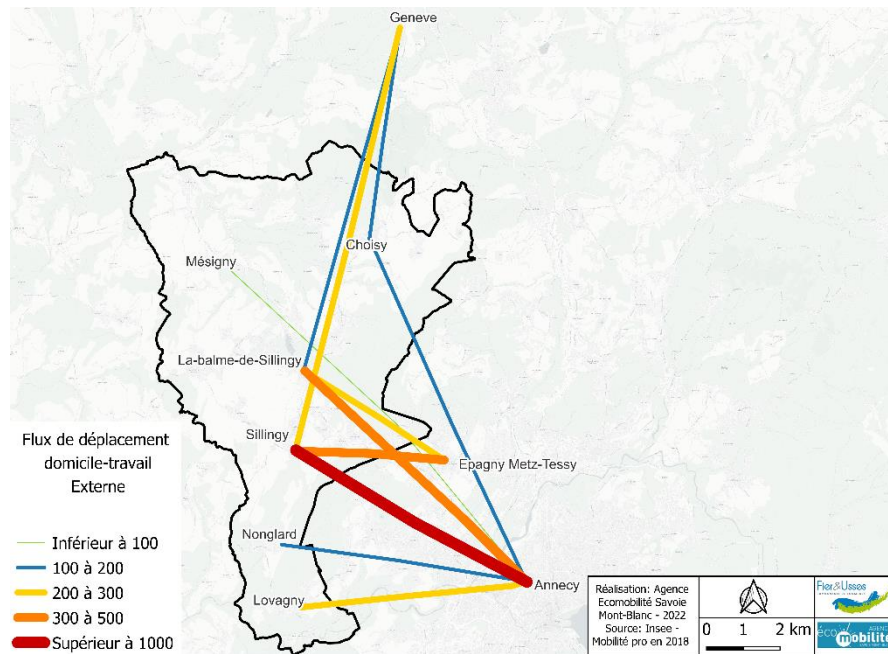 Geneve
Choisy
Mésigny
La-balme-de-Sillingy
Sillingy
Epagny Metz-Tessy
Nonglard
Annecy
Lovagny
Flux de déplacement
domicile-travail
Externe
Inférieur à 100
100 à 200
200 à 300
300 à 500
Supérieur à 1000
Réalisation: Agence
Ecomobilité Savoie
Mont-Blanc - 2022
Source: Insee -
Mobilité pro en 2018
0 1 2 km
Fier&Usses
éco
mobilité